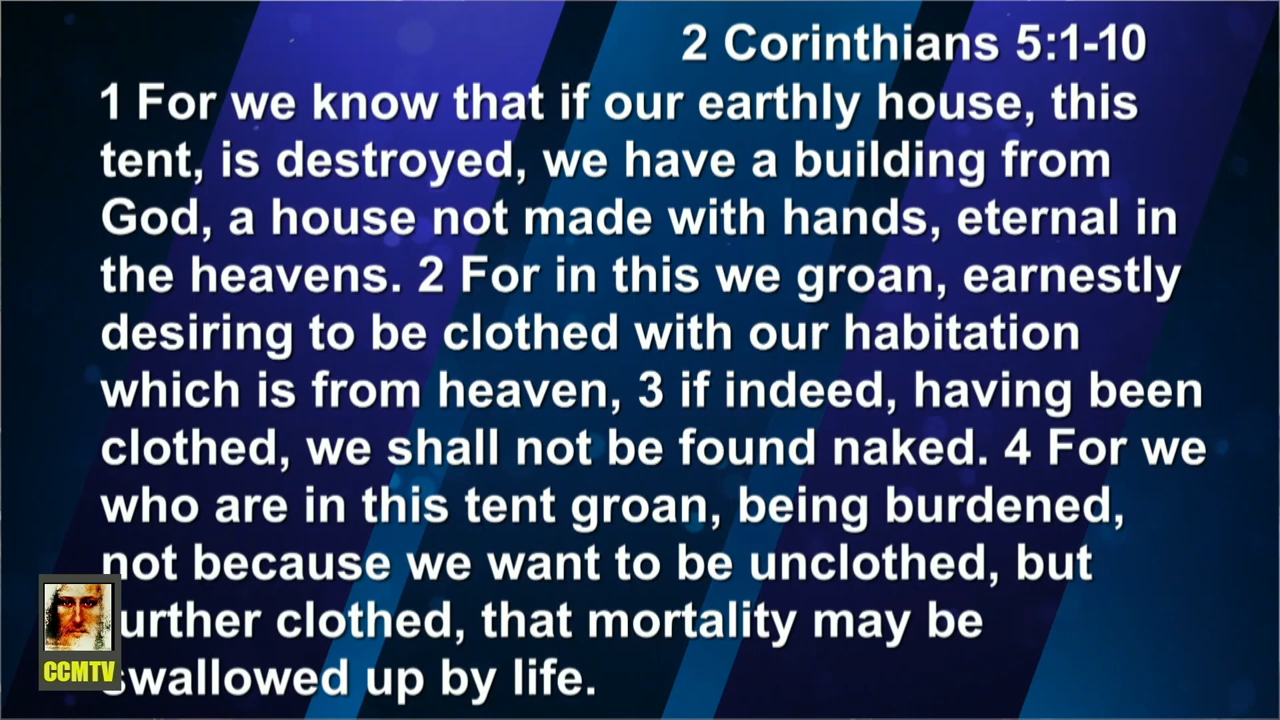 2 Corinthians 5:1-10
1 For we know that if our earthly house, this
tent, is destroyed, we have a building from
God, a house not made with hands, eternal in
the heavens. 2 For in this we groan, earnestly
desiring to be clothed with our habitation
which is from heaven, 3 if indeed, having been
clothed, we shall not be found naked. 4 For we
who are in this tent groan, being burdened,
not because we want to be unclothed, but
further clothed, that mortality may be
swallowed up by life.
CCMTV